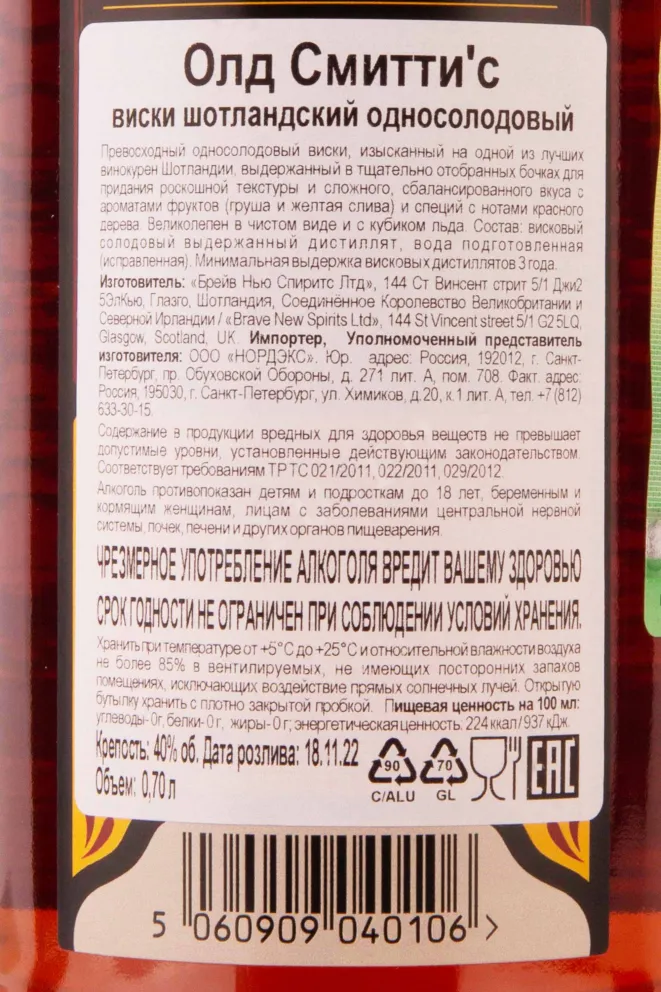 Олд Смитти'с
виски шотландский односолодовый
Превосходный односолодовый виски, изысканный на одной из лучших
винокурен Шотландии, выдержанный в тщательно отобранных бочках для
придания роскошной текстуры и сложного, сбалансированного вкуса с
ароматами фруктов (груша и желтая слива) и специй с нотами красного
дерева. Великолепен в чистом виде и с кубиком льда. Состав: висковый
солодовый выдержанный дистиллят, вода подготовленная
(исправленная). Минимальная выдержка висковых дистиллятов 3 года.
Изготовитель: «Брейв Нью Спиритс Лтд», 144 Ст Винсент стрит 5/1 Джи2
5ЭлКью, Глазго, Шотландия, Соединённое Королевство Великобритании и
Северной Ирландии / «Brave New Spirits Ltd», 144 St Vincent street 5/1 G2 5LQ,
Glasgow, Scotland, UK. Импортер, Уполномоченный представитель
изготовителя: ООО «НОРДЭКС». Юр. адрес: Россия, 192012, г. Санкт-
Петербург, пр. Обуховской Обороны, д. 271 лит. А, пом. 708. Факт. адрес:
Россия, 195030, г. Санкт-Петербург, ул. Химиков, д.20, к.1 лит. А, тел. +7 (812)
633-30-15.
Содержание в продукции вредных для здоровья веществ не превышает
допустимые уровни, установленные действующим законодательством.
Соответствует требованиям ТР ТС 021/2011, 022/2011, 029/2012.
Алкоголь противопоказан детям и подросткам до 18 лет, беременным и
кормящим женщинам, лицам с заболеваниями центральной нервной
системы, почек, печени и других органов пищеварения.
ЧРЕЗМЕРНОЕ УПОТРЕБЛЕНИЕ АЛКОГОЛЯ ВРЕДИТ ВАШЕМУ ЗДОРОВЬЮ
СРОК ГОДНОСТИ НЕ ОГРАНИЧЕН ПРИ СОБЛЮДЕНИИ УСЛОВИЙ ХРАНЕНИЯ.
Хранить при температуре от +5°С до +25°С и относительной влажности воздуха
не более 85% в вентилируемых, не имеющих посторонних запахов
помещениях, исключающих воздействие прямых солнечных лучей. Открытую
бутылку хранить с плотно закрытой пробкой. Пищевая ценность на 100 мл:
углеводы- 0г, белки- 0 г, жиры- 0 г; энергетическая ценность: 224 ккал / 937 кДж.
Крепость: 40% об. Дата розлива: 18.11.22
Объем: 0,70 л
90 70 EAC
C/ALU GL
5 060909 040106 >